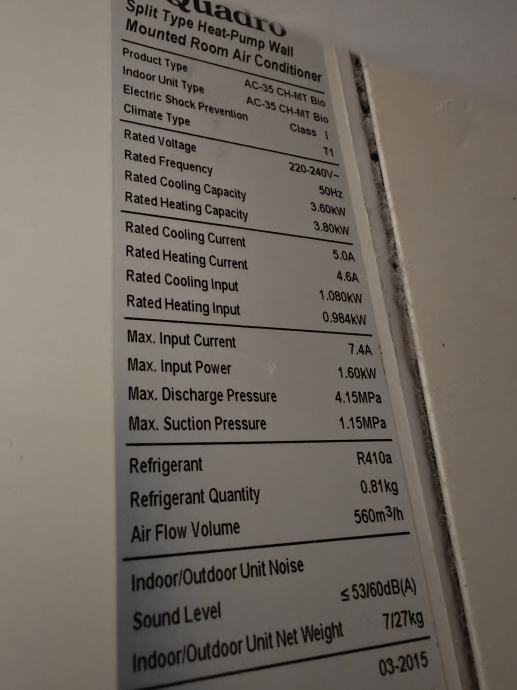 Quadro
Split Type Heat-Pump Wall
Mounted Room Air Conditioner
Product Type AC-35 CH-MT Bio
Indoor Unit Type AC-35 CH-MT Bio
Electric Shock Prevention Class I
Climate Type T1
Rated Voltage 220-240V~
Rated Frequency 50Hz
Rated Cooling Capacity 3.60kW
Rated Heating Capacity 3.80kW
Rated Cooling Current 5.0A
Rated Heating Current 4.6A
Rated Cooling Input 1.080kW
Rated Heating Input 0.984kW
Max. Input Current 7.4A
Max. Input Power 1.60kW
Max. Discharge Pressure 4.15MPa
Max. Suction Pressure 1.15MPa
Refrigerant R410a
Refrigerant Quantity 0.81kg
Air Flow Volume 560m³/h
Indoor/Outdoor Unit Noise
Sound Level ≤53/60dB(A)
Indoor/Outdoor Unit Net Weight 7/27kg
03-2015